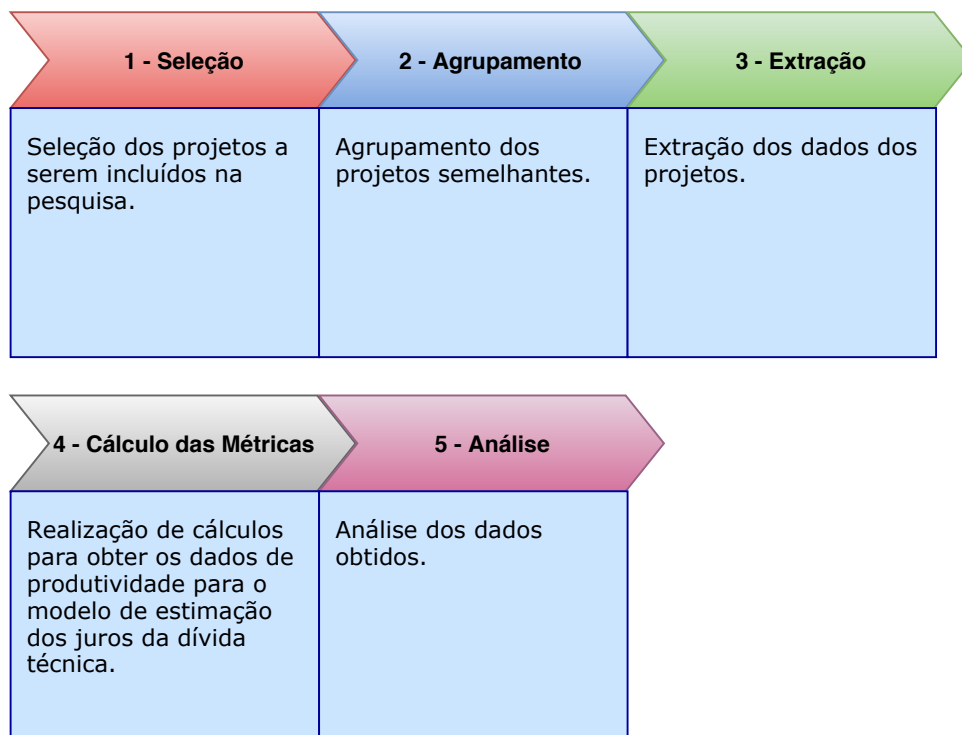 1 - Seleção
2 - Agrupamento
3 - Extração
Seleção dos projetos a
serem incluídos na
pesquisa.
Agrupamento dos
projetos semelhantes.
Extração dos dados dos
projetos.
4 - Cálculo das Métricas
5 - Análise
Realização de cálculos
para obter os dados de
produtividade para o
modelo de estimação
dos juros da dívida
técnica.
Análise dos dados
obtidos.